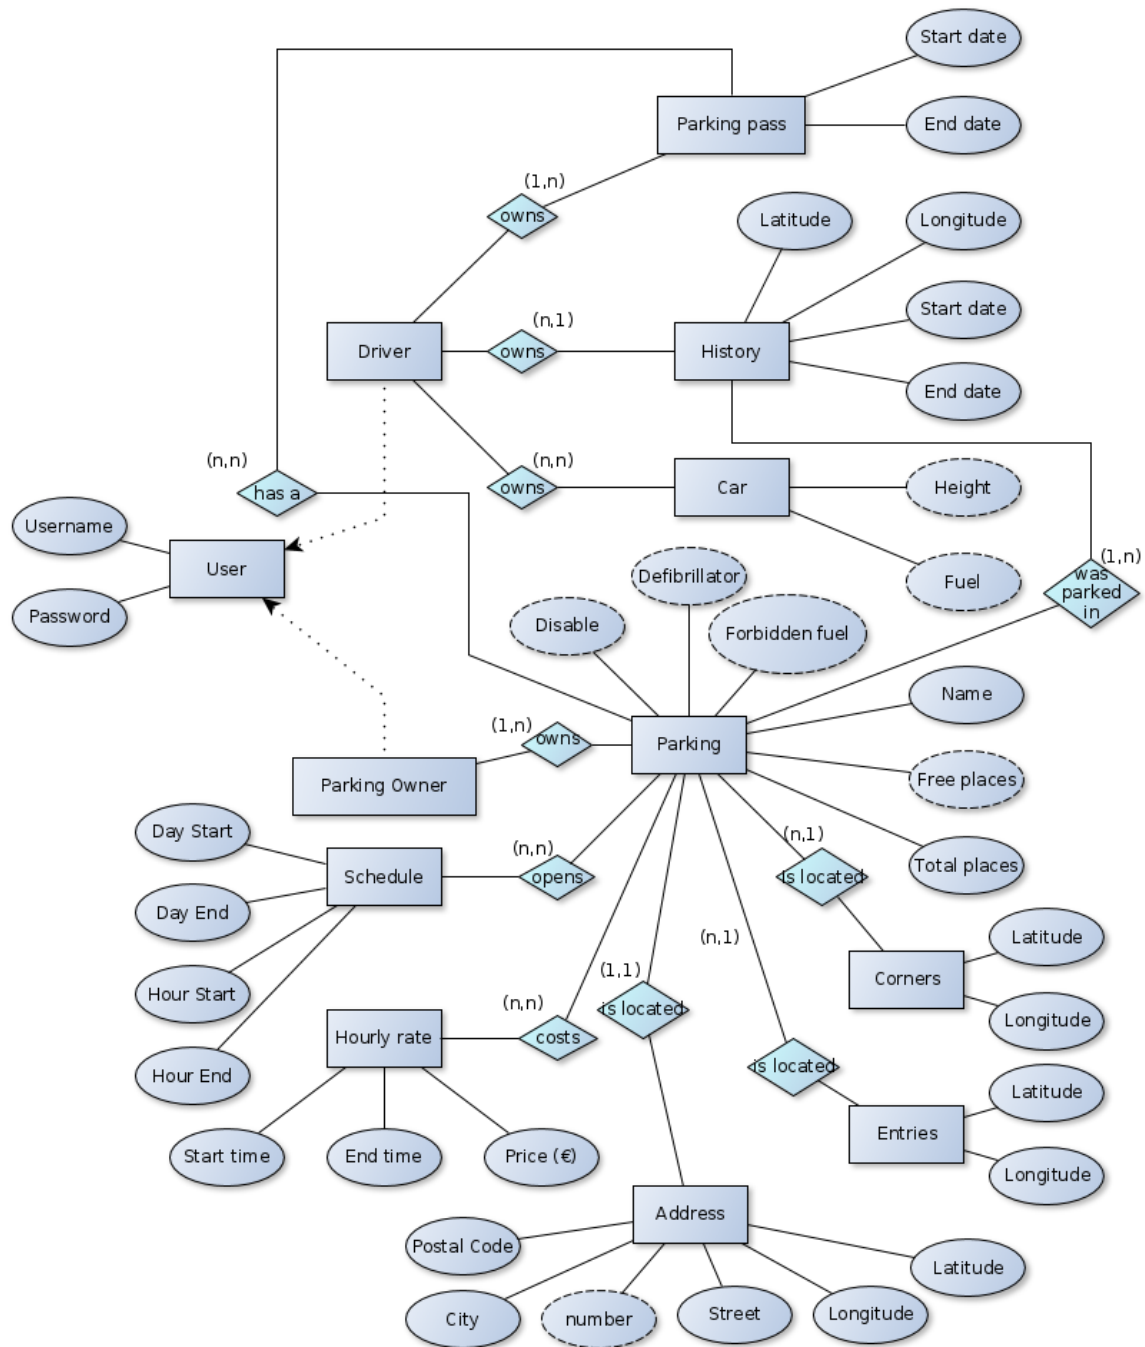 Start date
Parking pass
End date
(1,n)
owns
Latitude
Longitude
Start date
(n,1)
Driver
owns
History
End date
(n,n)
(n,n)
has a
owns
Car
Height
Username
User
Password
Fuel
(1,n)
was
parked
in
Defibrillator
Disable
Forbidden fuel
Name
(1,n)
owns
Parking
Free places
Parking Owner
Day Start
(n,n)
(n,1)
Schedule
opens
is located
Total places
Day End
(n,1)
Latitude
Hour Start
(1,1)
Corners
(n,n)
is located
Longitude
Hourly rate
costs
Hour End
is located
Latitude
Entries
Start time
End time
Price (€)
Longitude
Address
Postal Code
Latitude
City
number
Street
Longitude